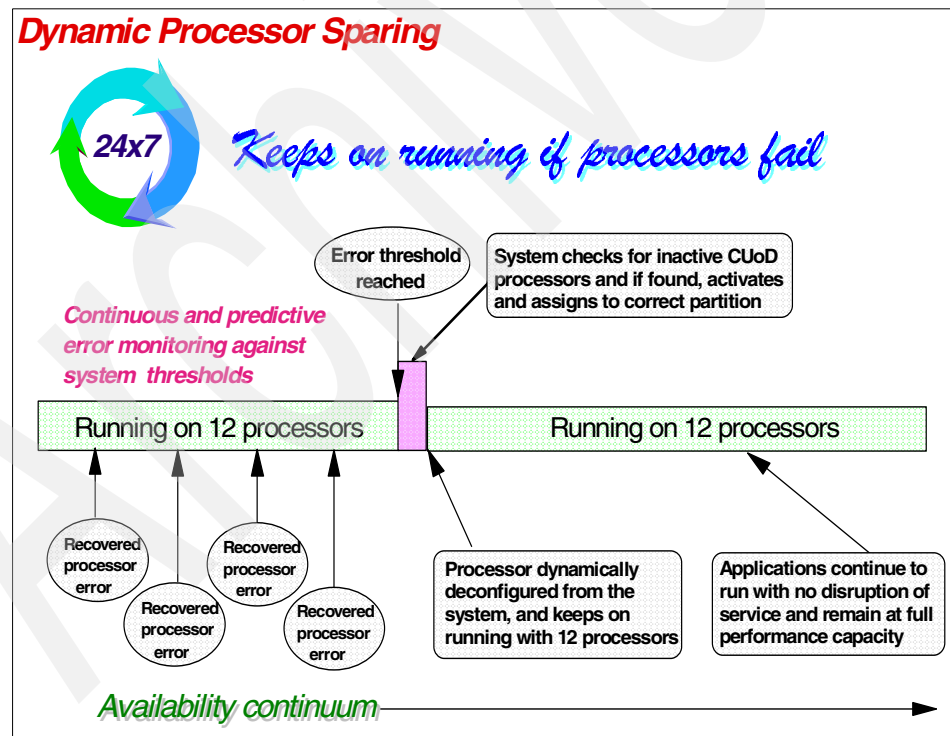 Dynamic Processor Sparing
24x7
Keeps on running if processors fail
Error threshold
reached
System checks for inactive CUoD
processors and if found, activates
and assigns to correct partition
Continuous and predictive
error monitoring against
system thresholds
Running on 12 processors
Running on 12 processors
Recovered
processor
error
Recovered
processor
error
Recovered
processor
error
Recovered
processor
error
Processor dynamically
deconfigured from the
system, and keeps on
running with 12 processors
Applications continue to
run with no disruption of
service and remain at full
performance capacity
Availability continuum